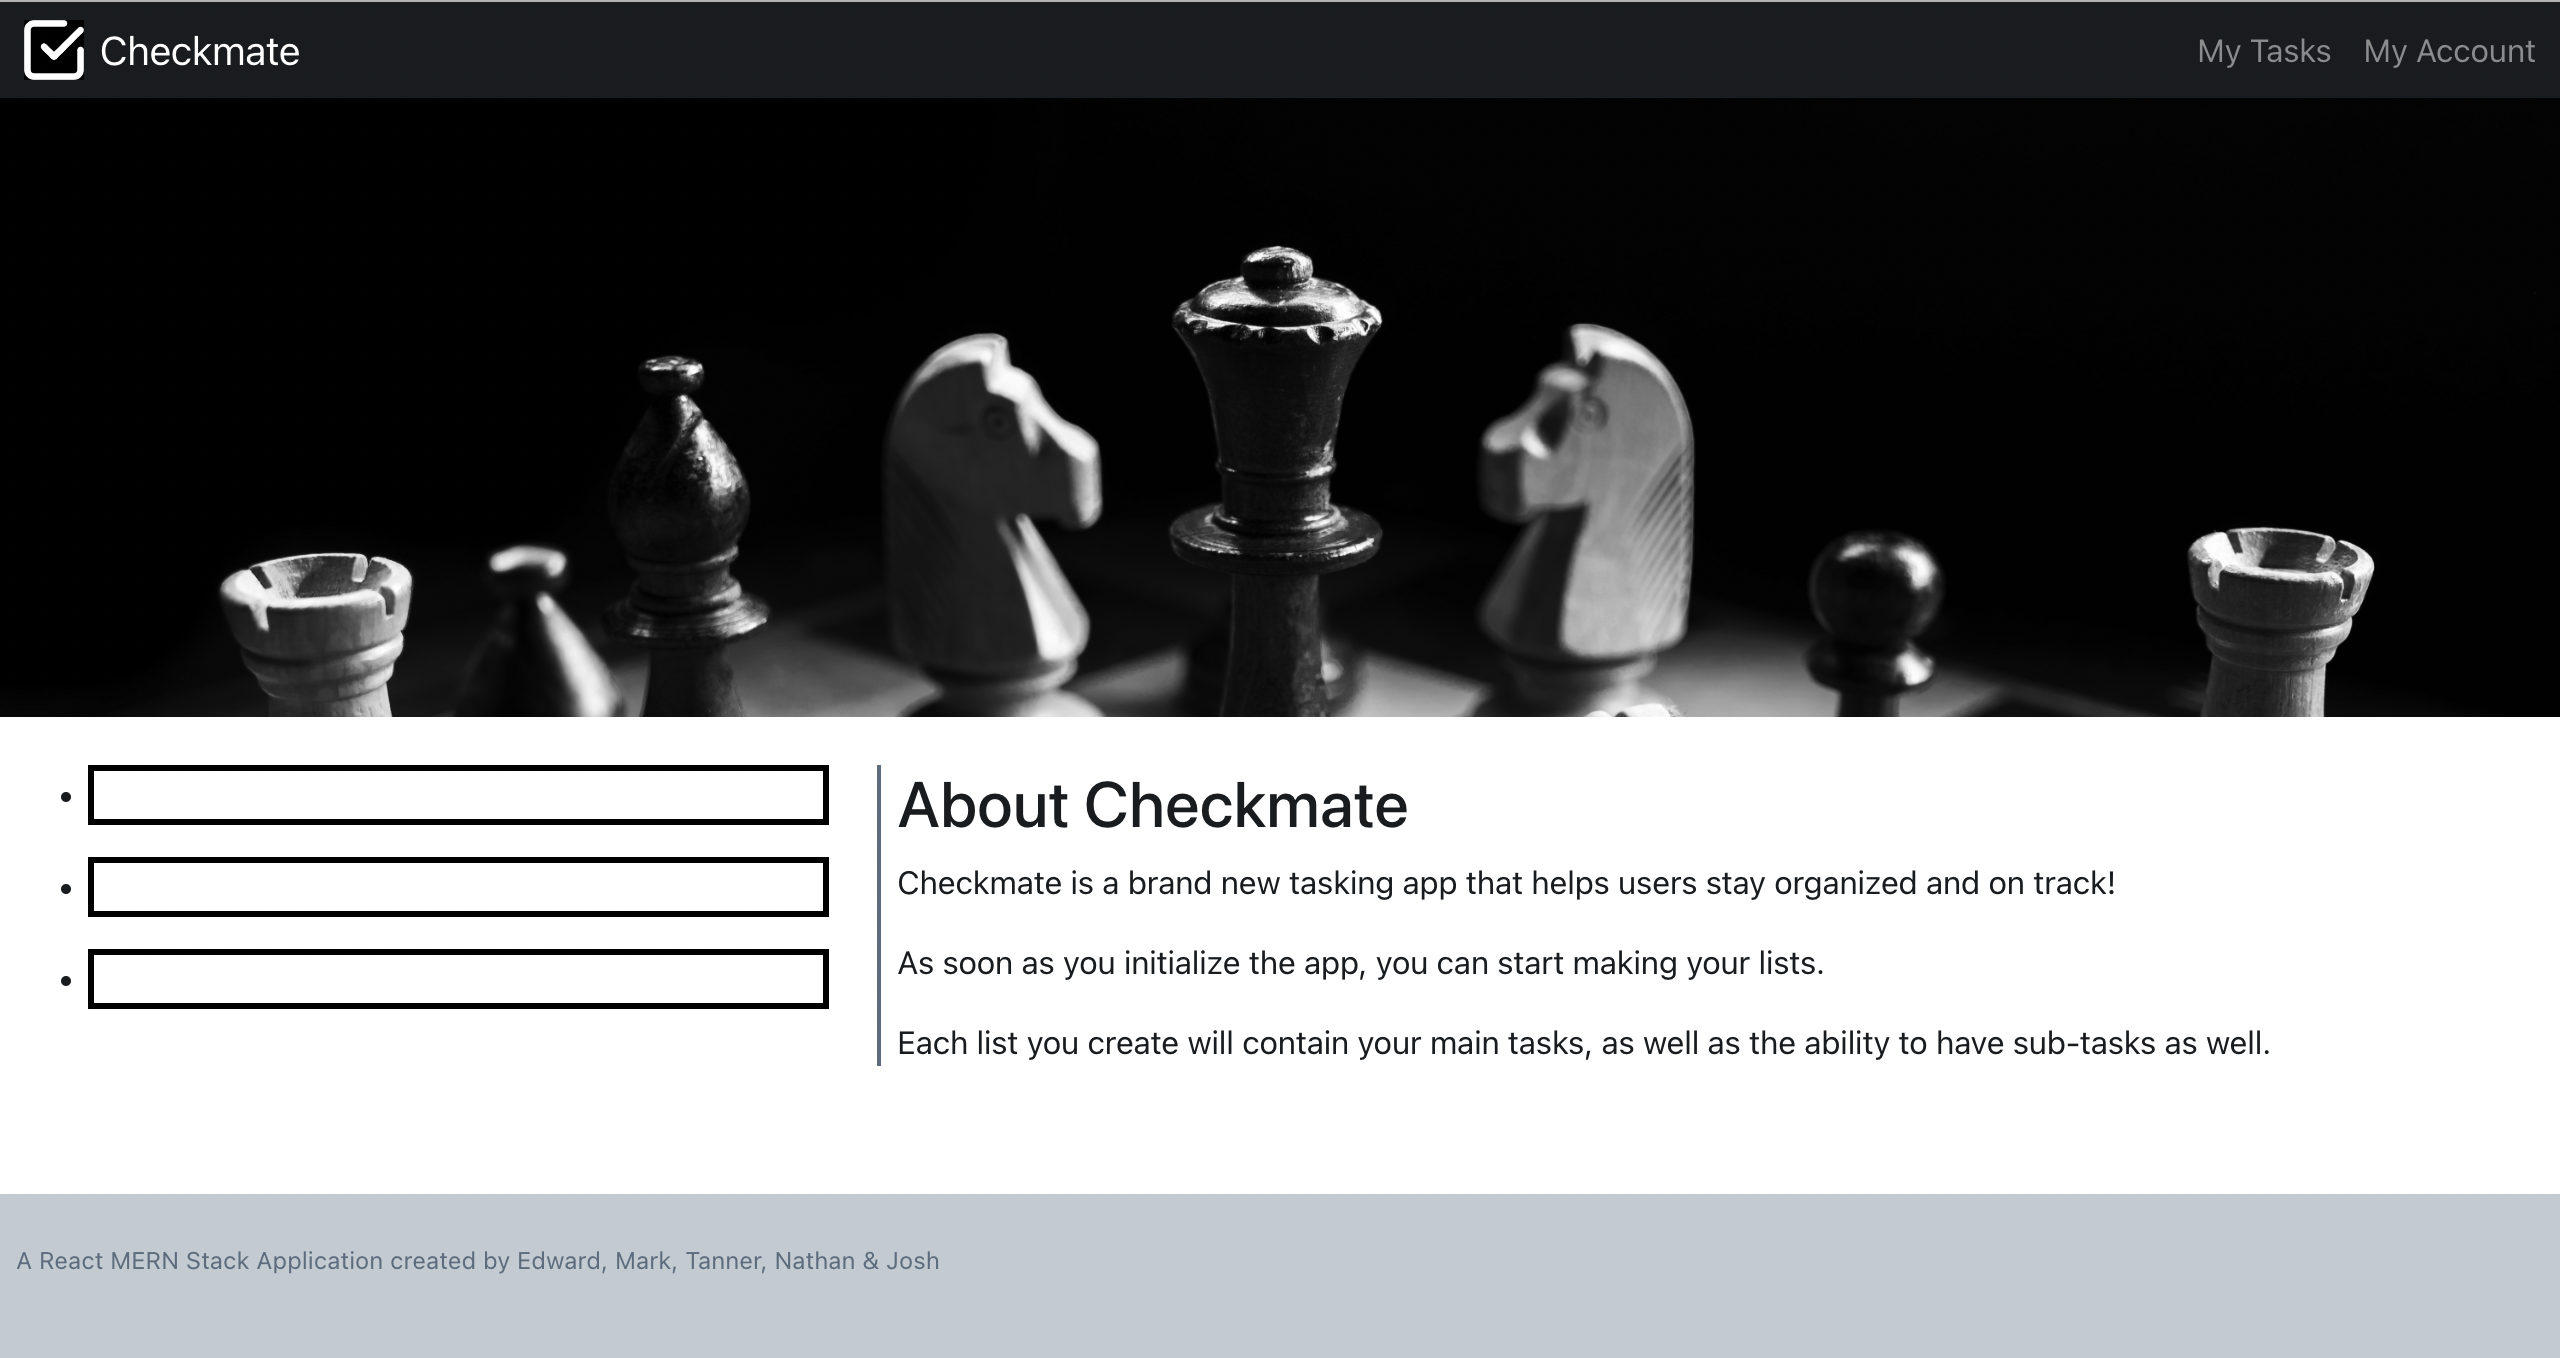 Checkmate
My Tasks
My Account
About Checkmate
Checkmate is a brand new tasking app that helps users stay organized and on track!
As soon as you initialize the app, you can start making your lists.
Each list you create will contain your main tasks, as well as the ability to have sub-tasks as well.
A React MERN Stack Application created by Edward, Mark, Tanner, Nathan & Josh